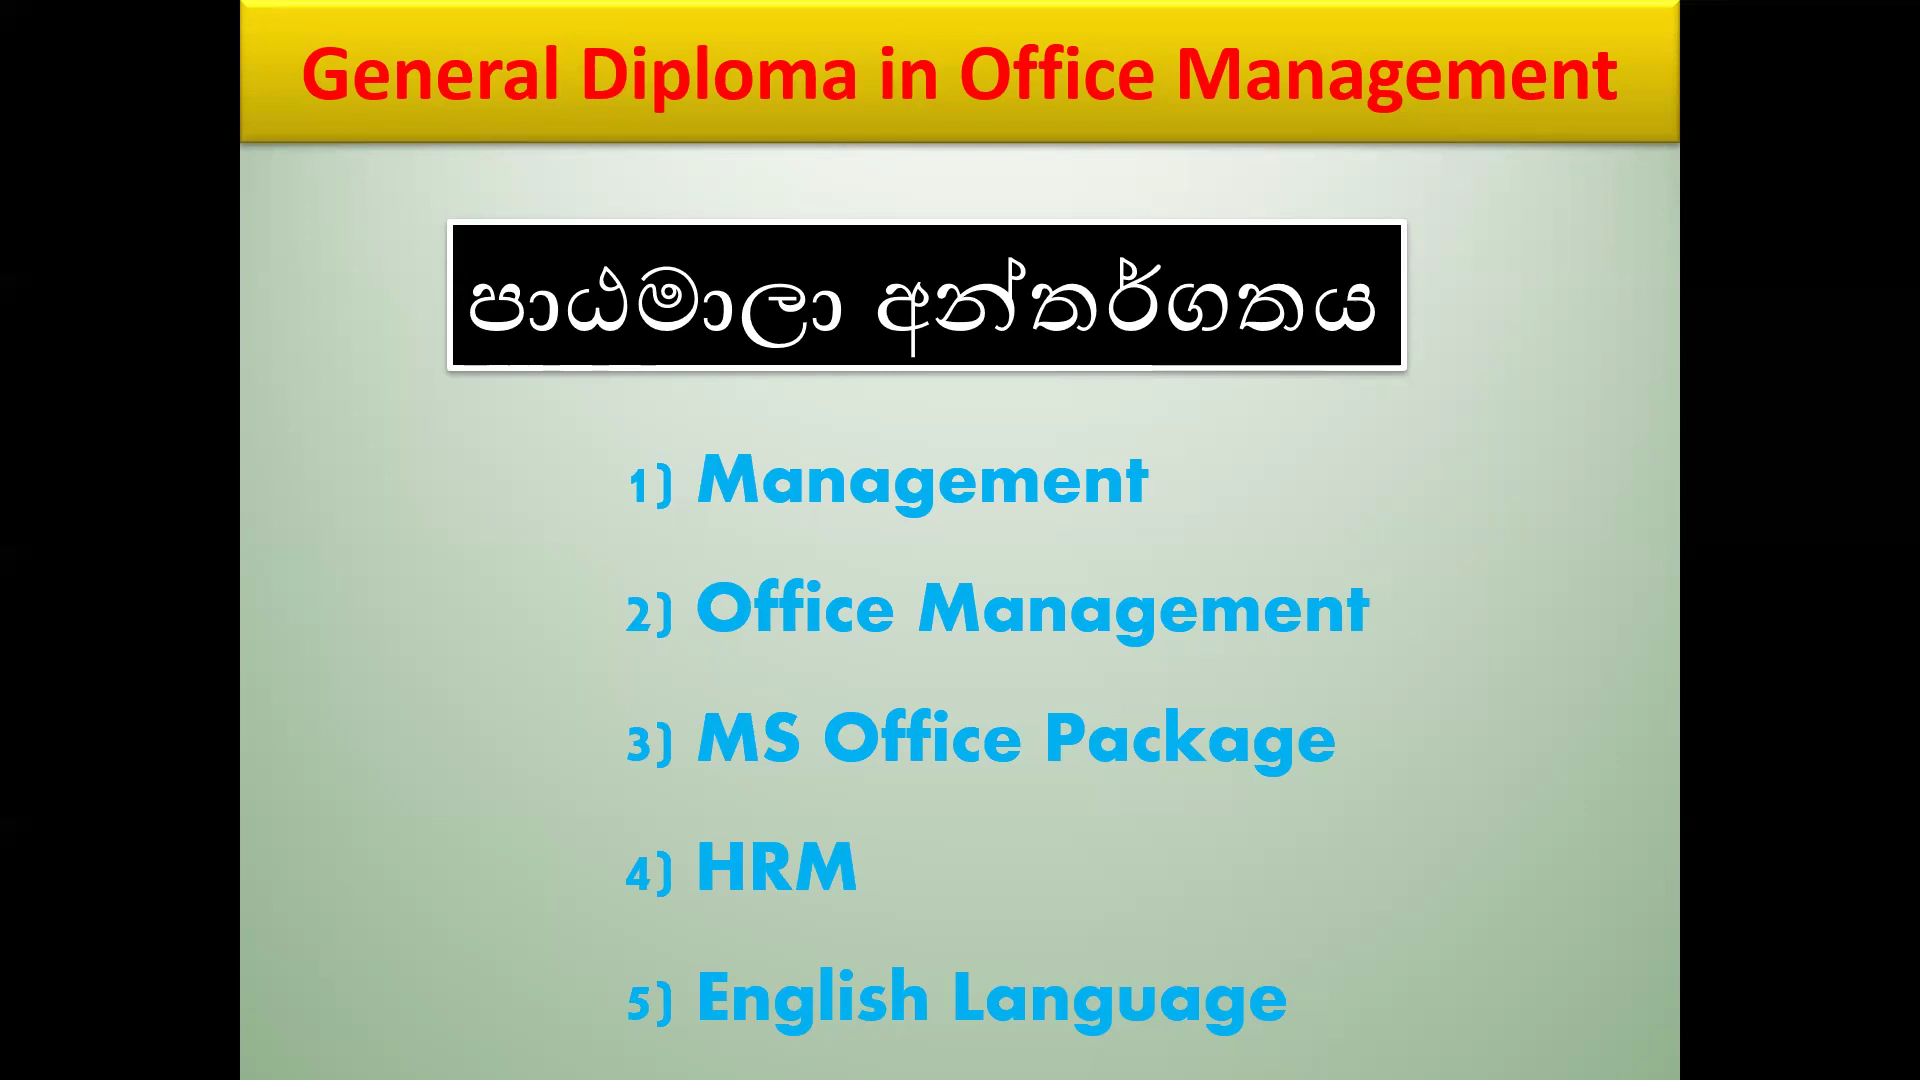 General Diploma in Office Management
පාඨමාලා අන්තර්ගතය
1) Management
2) Office Management
3) MS Office Package
4) HRM
5) English Language